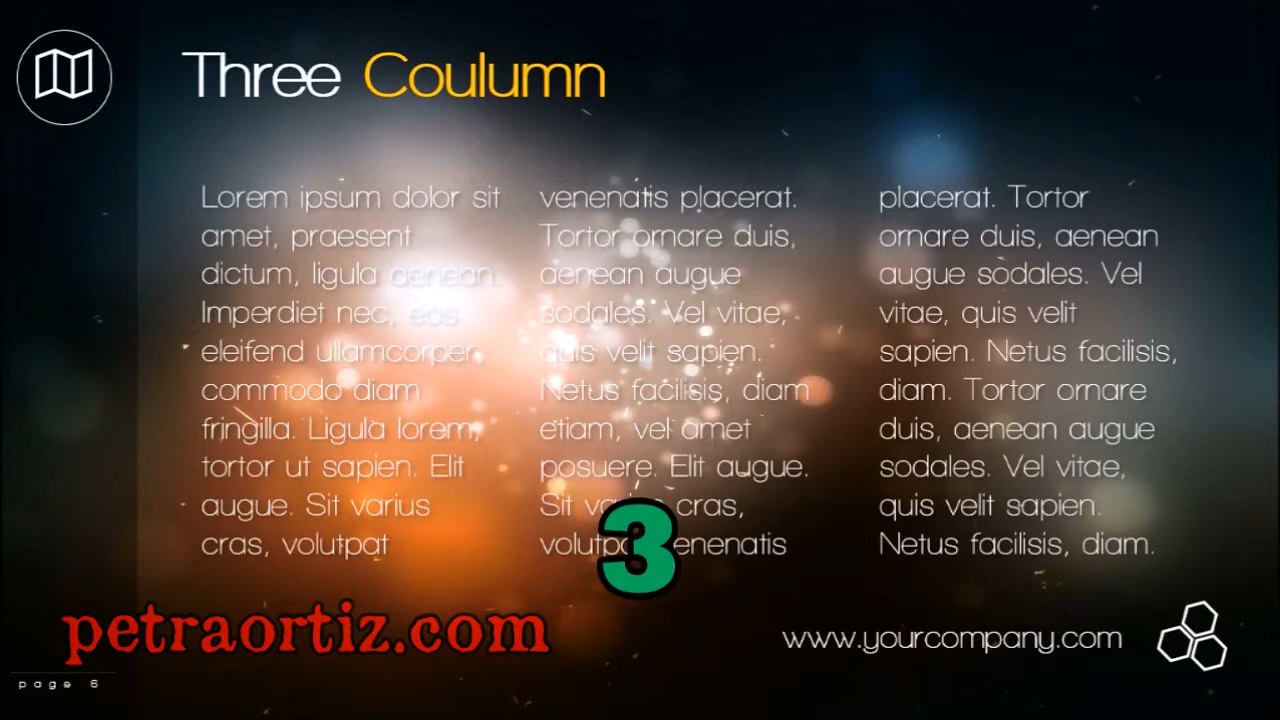 Three Coulumn
Lorem ipsum dolor sit
amet, praesent
dictum, ligula aenean.
Imperdiet nec, eos
eleifend ullamcorper,
commodo diam
fringilla. Ligula lorem,
tortor ut sapien. Elit
augue. Sit varius
cras, volutpat
venenatis placerat.
Tortor ornare duis,
aenean augue
sodales. Vel vitae,
quis velit sapien.
Netus facilisis, diam
etiam, vel amet
posuere. Elit augue.
Sit cras,
placerat. Tortor
ornare duis, aenean
augue sodales. Vel
vitae, quis velit
sapien. Netus facilisis,
diam. Tortor ornare
duis, aenean augue
sodales. Vel vitae,
quis velit sapien.
Netus facilisis, diam.
3
petraortiz.com
www.yourcompany.com
page 6